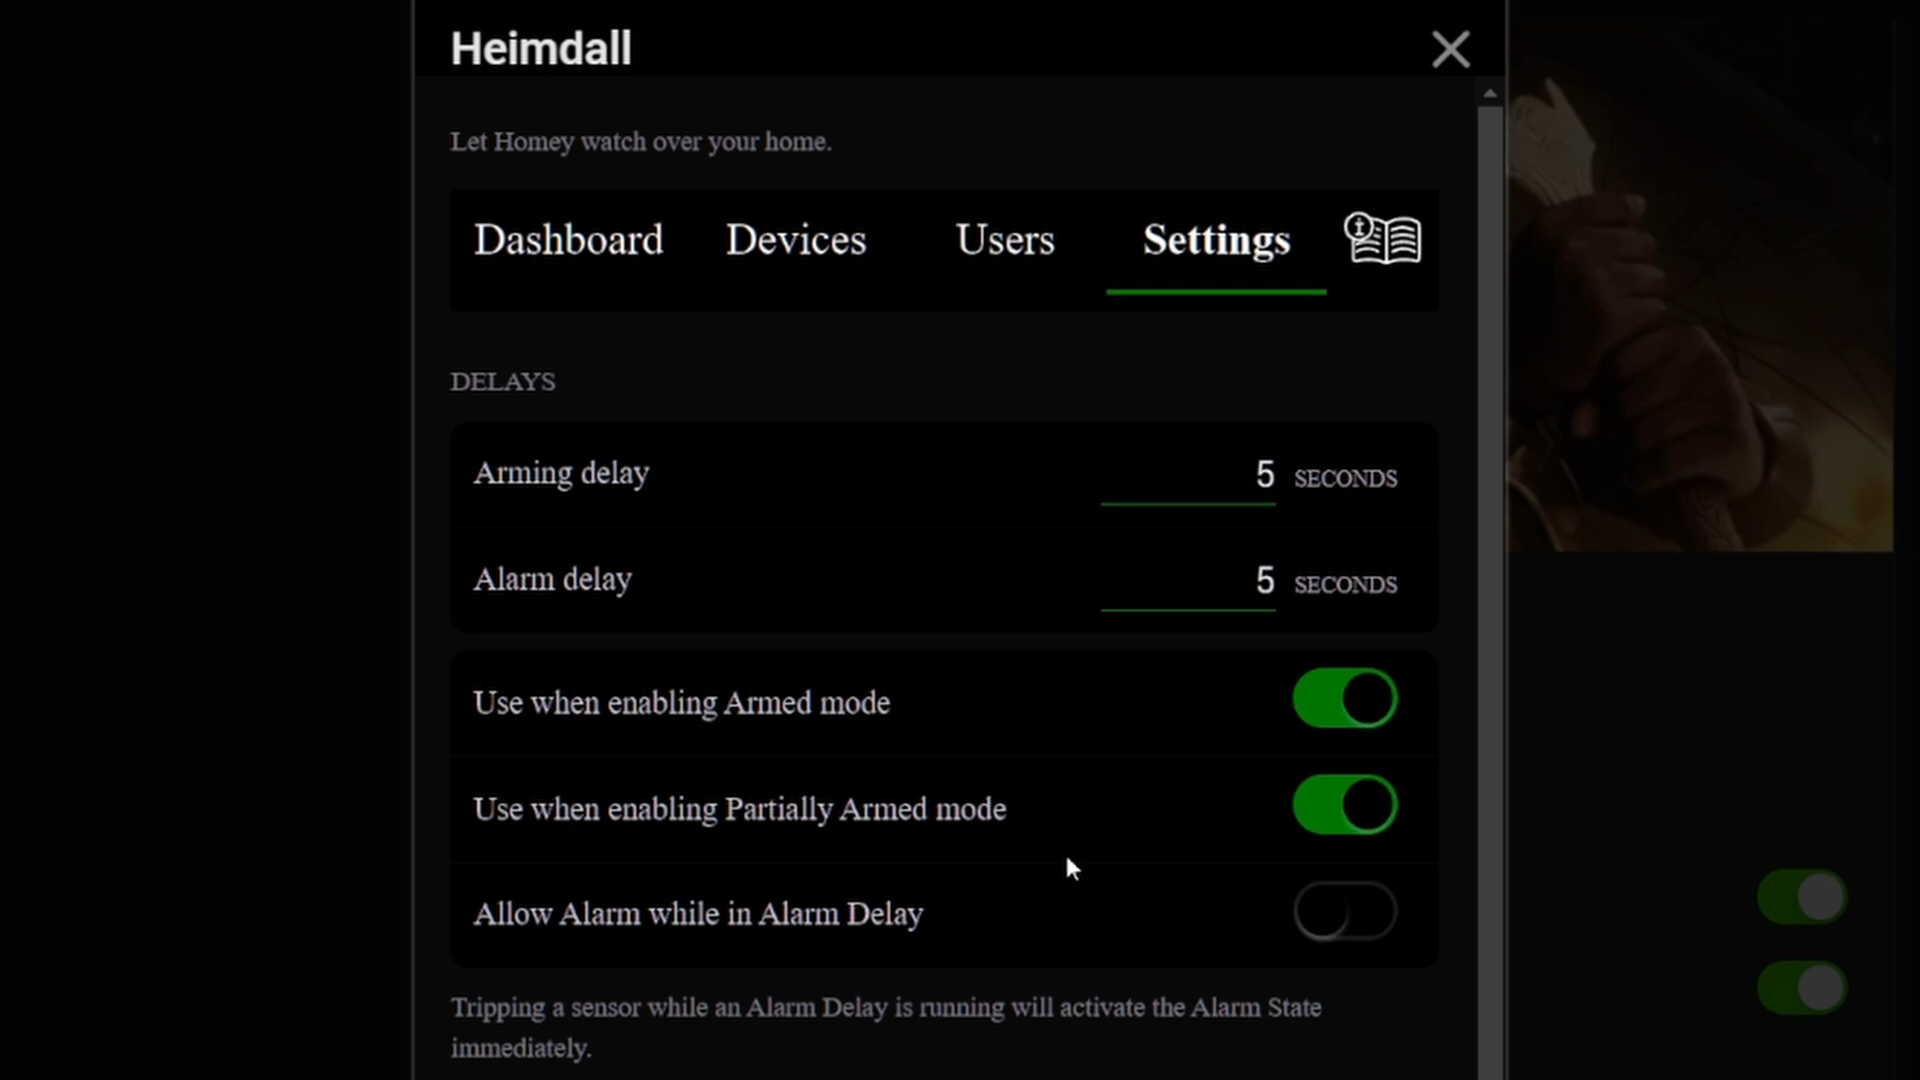 Heimdall
Let Homey watch over your home.
Dashboard Devices Users Settings
DELAYS
Arming delay 5 SECONDS
Alarm delay 5 SECONDS
Use when enabling Armed mode
Use when enabling Partially Armed mode
Allow Alarm while in Alarm Delay
Tripping a sensor while an Alarm Delay is running will activate the Alarm State
immediately.